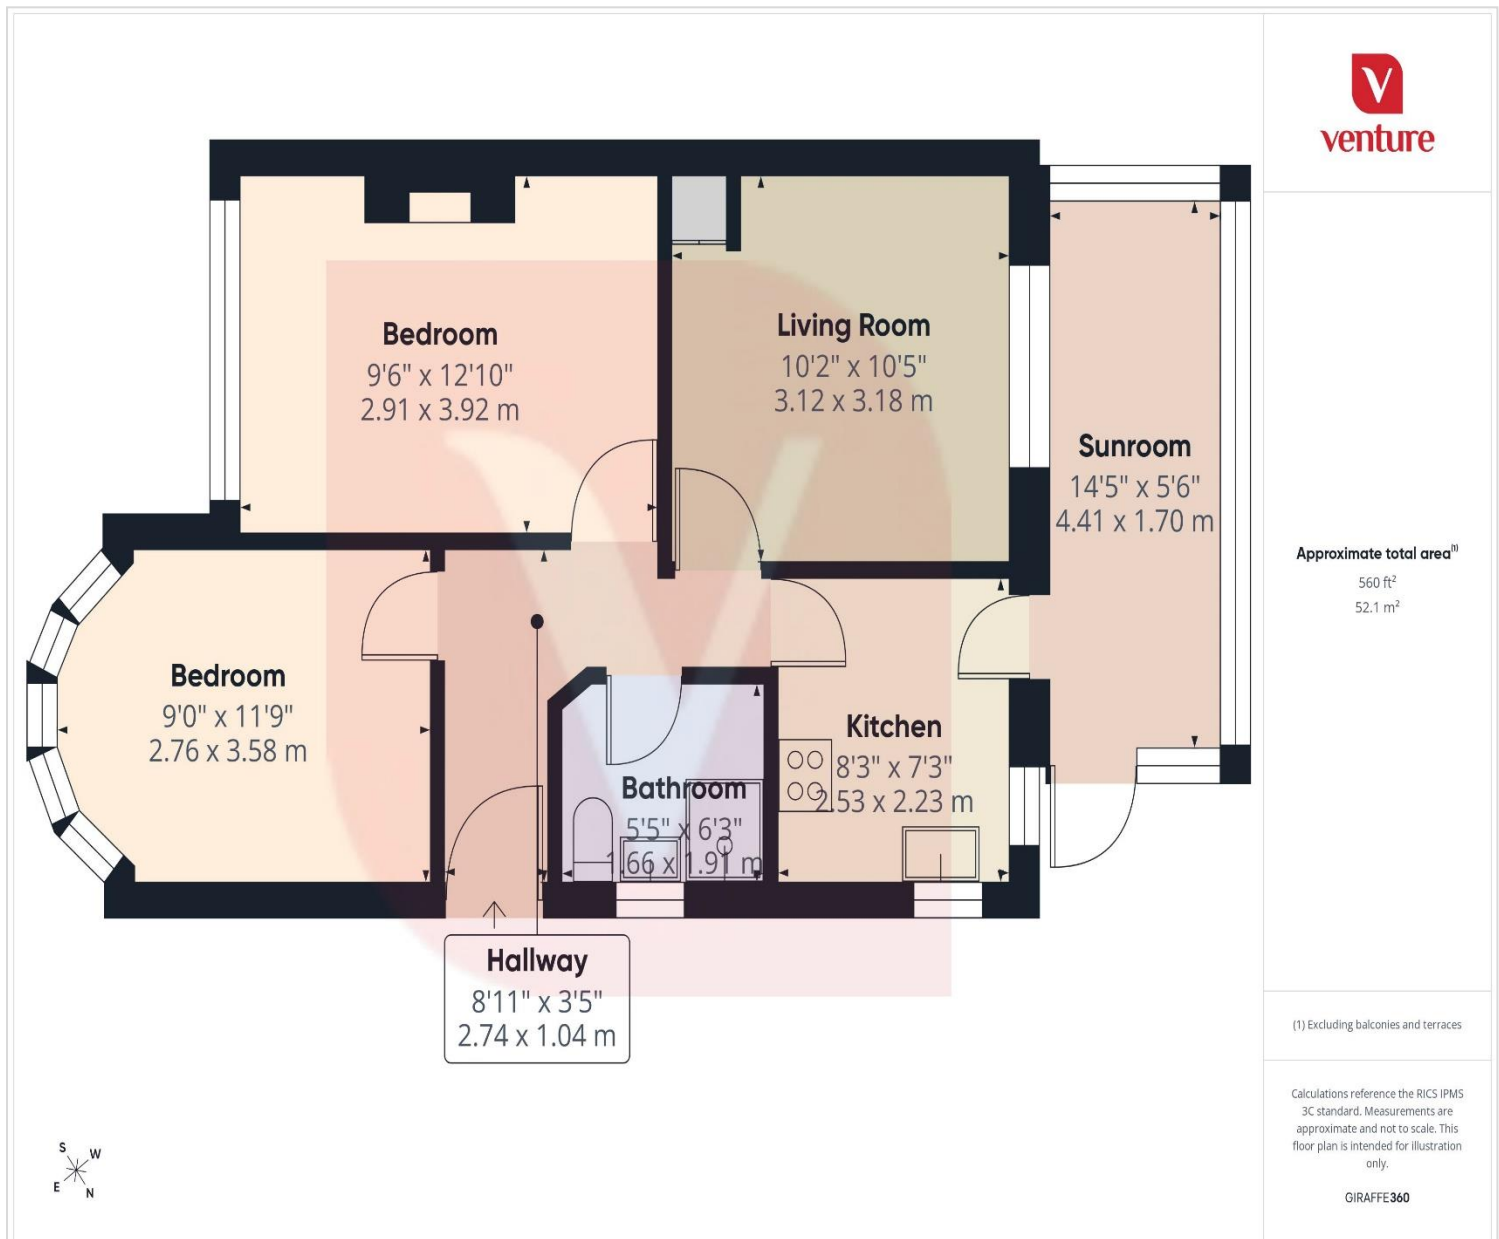 venture
Bedroom
9'6" x 12'10"
2.91 x 3.92 m
Living Room
10'2" x 10'5"
3.12 x 3.18 m
Sunroom
14'5" x 5'6"
4.41 x 1.70 m
Bedroom
9'0" x 11'9"
2.76 x 3.58 m
Bathroom
5'5" x 6'3"
1.66 x 1.91 m
Kitchen
8'3" x 7'3"
2.53 x 2.23 m
Hallway
8'11" x 3'5"
2.74 x 1.04 m
S
W
E
N
Approximate total area⁽¹⁾
560 ft²
52.1 m²
(1) Excluding balconies and terraces
Calculations reference the RICS IPMS
3C standard. Measurements are
approximate and not to scale. This
floor plan is intended for illustration
only.
GIRAFFE360